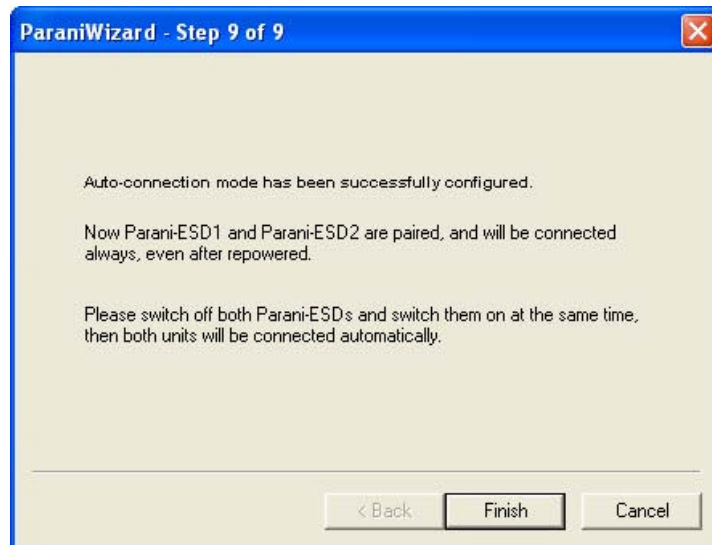 ParaniWizard - Step 9 of 9
Auto-connection mode has been successfully configured.
Now Parani-ESD1 and Parani-ESD2 are paired, and will be connected
always, even after repowered.
Please switch off both Parani-ESDs and switch them on at the same time,
then both units will be connected automatically.
< Back Finish Cancel